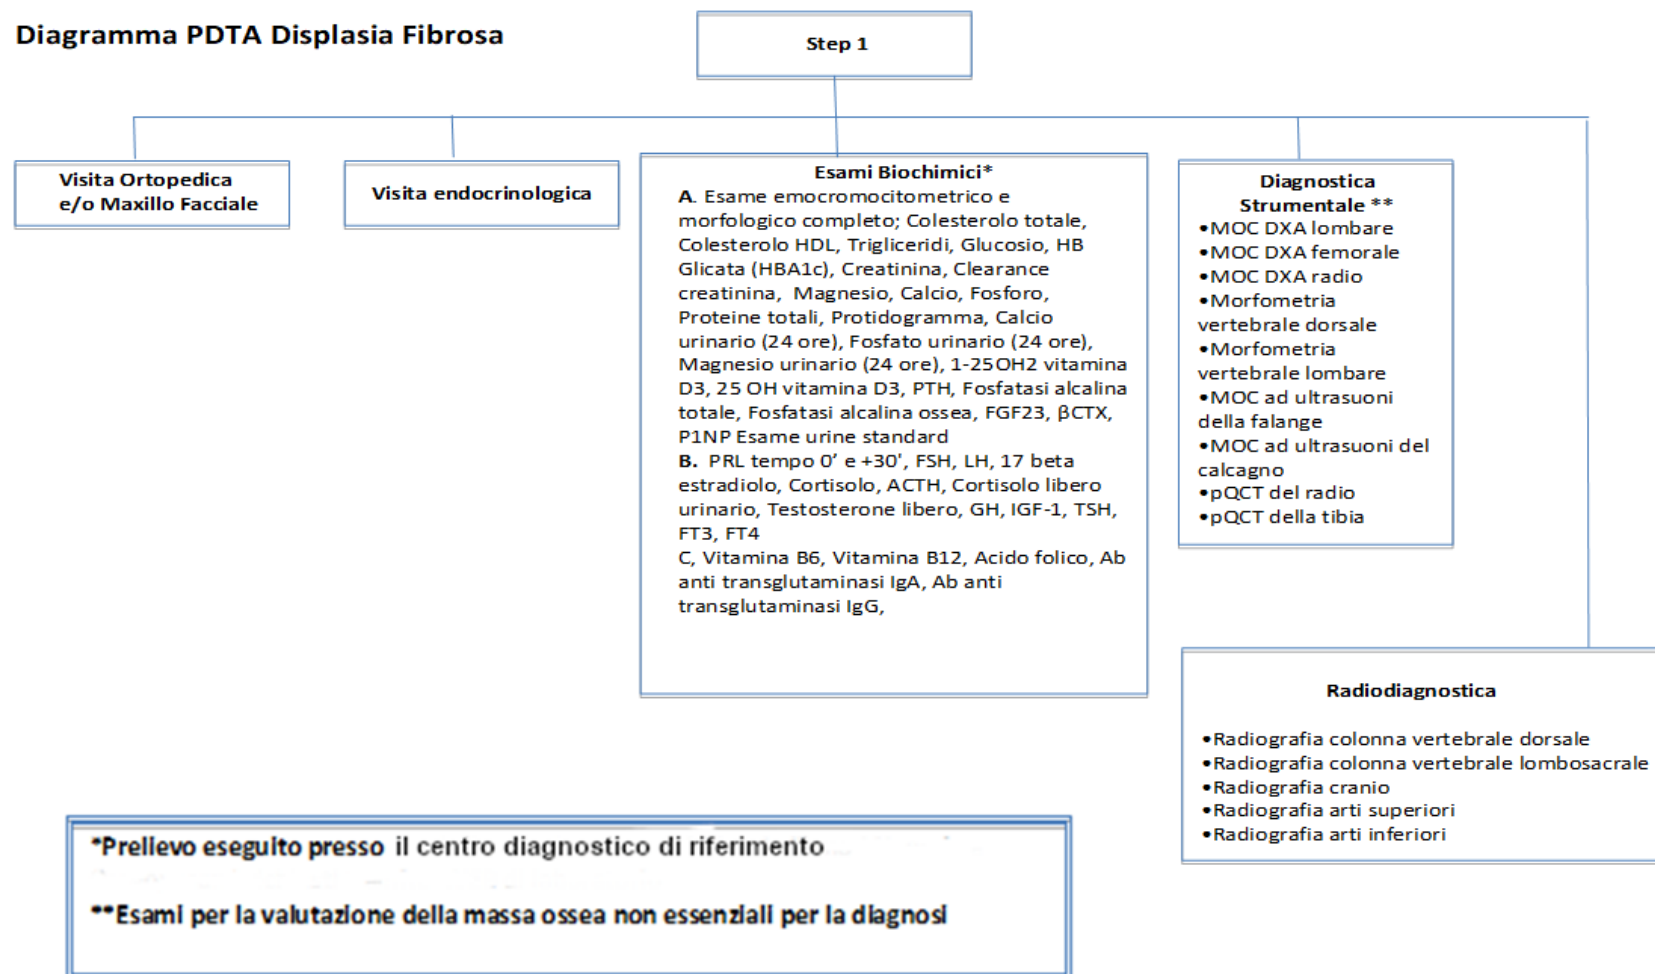 Diagramma PDTA Displasia Fibrosa
Step 1
Visita Ortopedica
e/o Maxillo Facciale
Visita endocrinologica
Esami Biochimici*
A. Esame emocromocitometrico e
morfologico completo; Colesterolo totale,
Colesterolo HDL, Trigliceridi, Glucosio, HB
Glicata (HBA1c), Creatinina, Clearance
creatinina, Magnesio, Calcio, Fosforo,
Proteine totali, Protidogramma, Calcio
urinario (24 ore), Fosfato urinario (24 ore),
Magnesio urinario (24 ore), 1-25OH2 vitamina
D3, 25 OH vitamina D3, PTH, Fosfatasi alcalina
totale, Fosfatasi alcalina ossea, FGF23, βCTX,
P1NP Esame urine standard
B. PRL tempo 0' e +30', FSH, LH, 17 beta
estradiolo, Cortisolo, ACTH, Cortisolo libero
urinario, Testosterone libero, GH, IGF-1, TSH,
FT3, FT4
C, Vitamina B6, Vitamina B12, Acido folico, Ab
anti transglutaminasi IgA, Ab anti
transglutaminasi IgG,
Diagnostica
Strumentale **
•MOC DXA lombare
•MOC DXA femorale
•MOC DXA radio
•Morfometria
vertebrale dorsale
•Morfometria
vertebrale lombare
•MOC ad ultrasuoni
della falange
•MOC ad ultrasuoni del
calcagno
•pQCT del radio
•pQCT della tibia
Radiodiagnostica
•Radiografia colonna vertebrale dorsale
•Radiografia colonna vertebrale lombosacrale
•Radiografia cranio
•Radiografia arti superiori
•Radiografia arti inferiori
*Prelievo eseguito presso il centro diagnostico di riferimento
**Esami per la valutazione della massa ossea non essenziali per la diagnosi